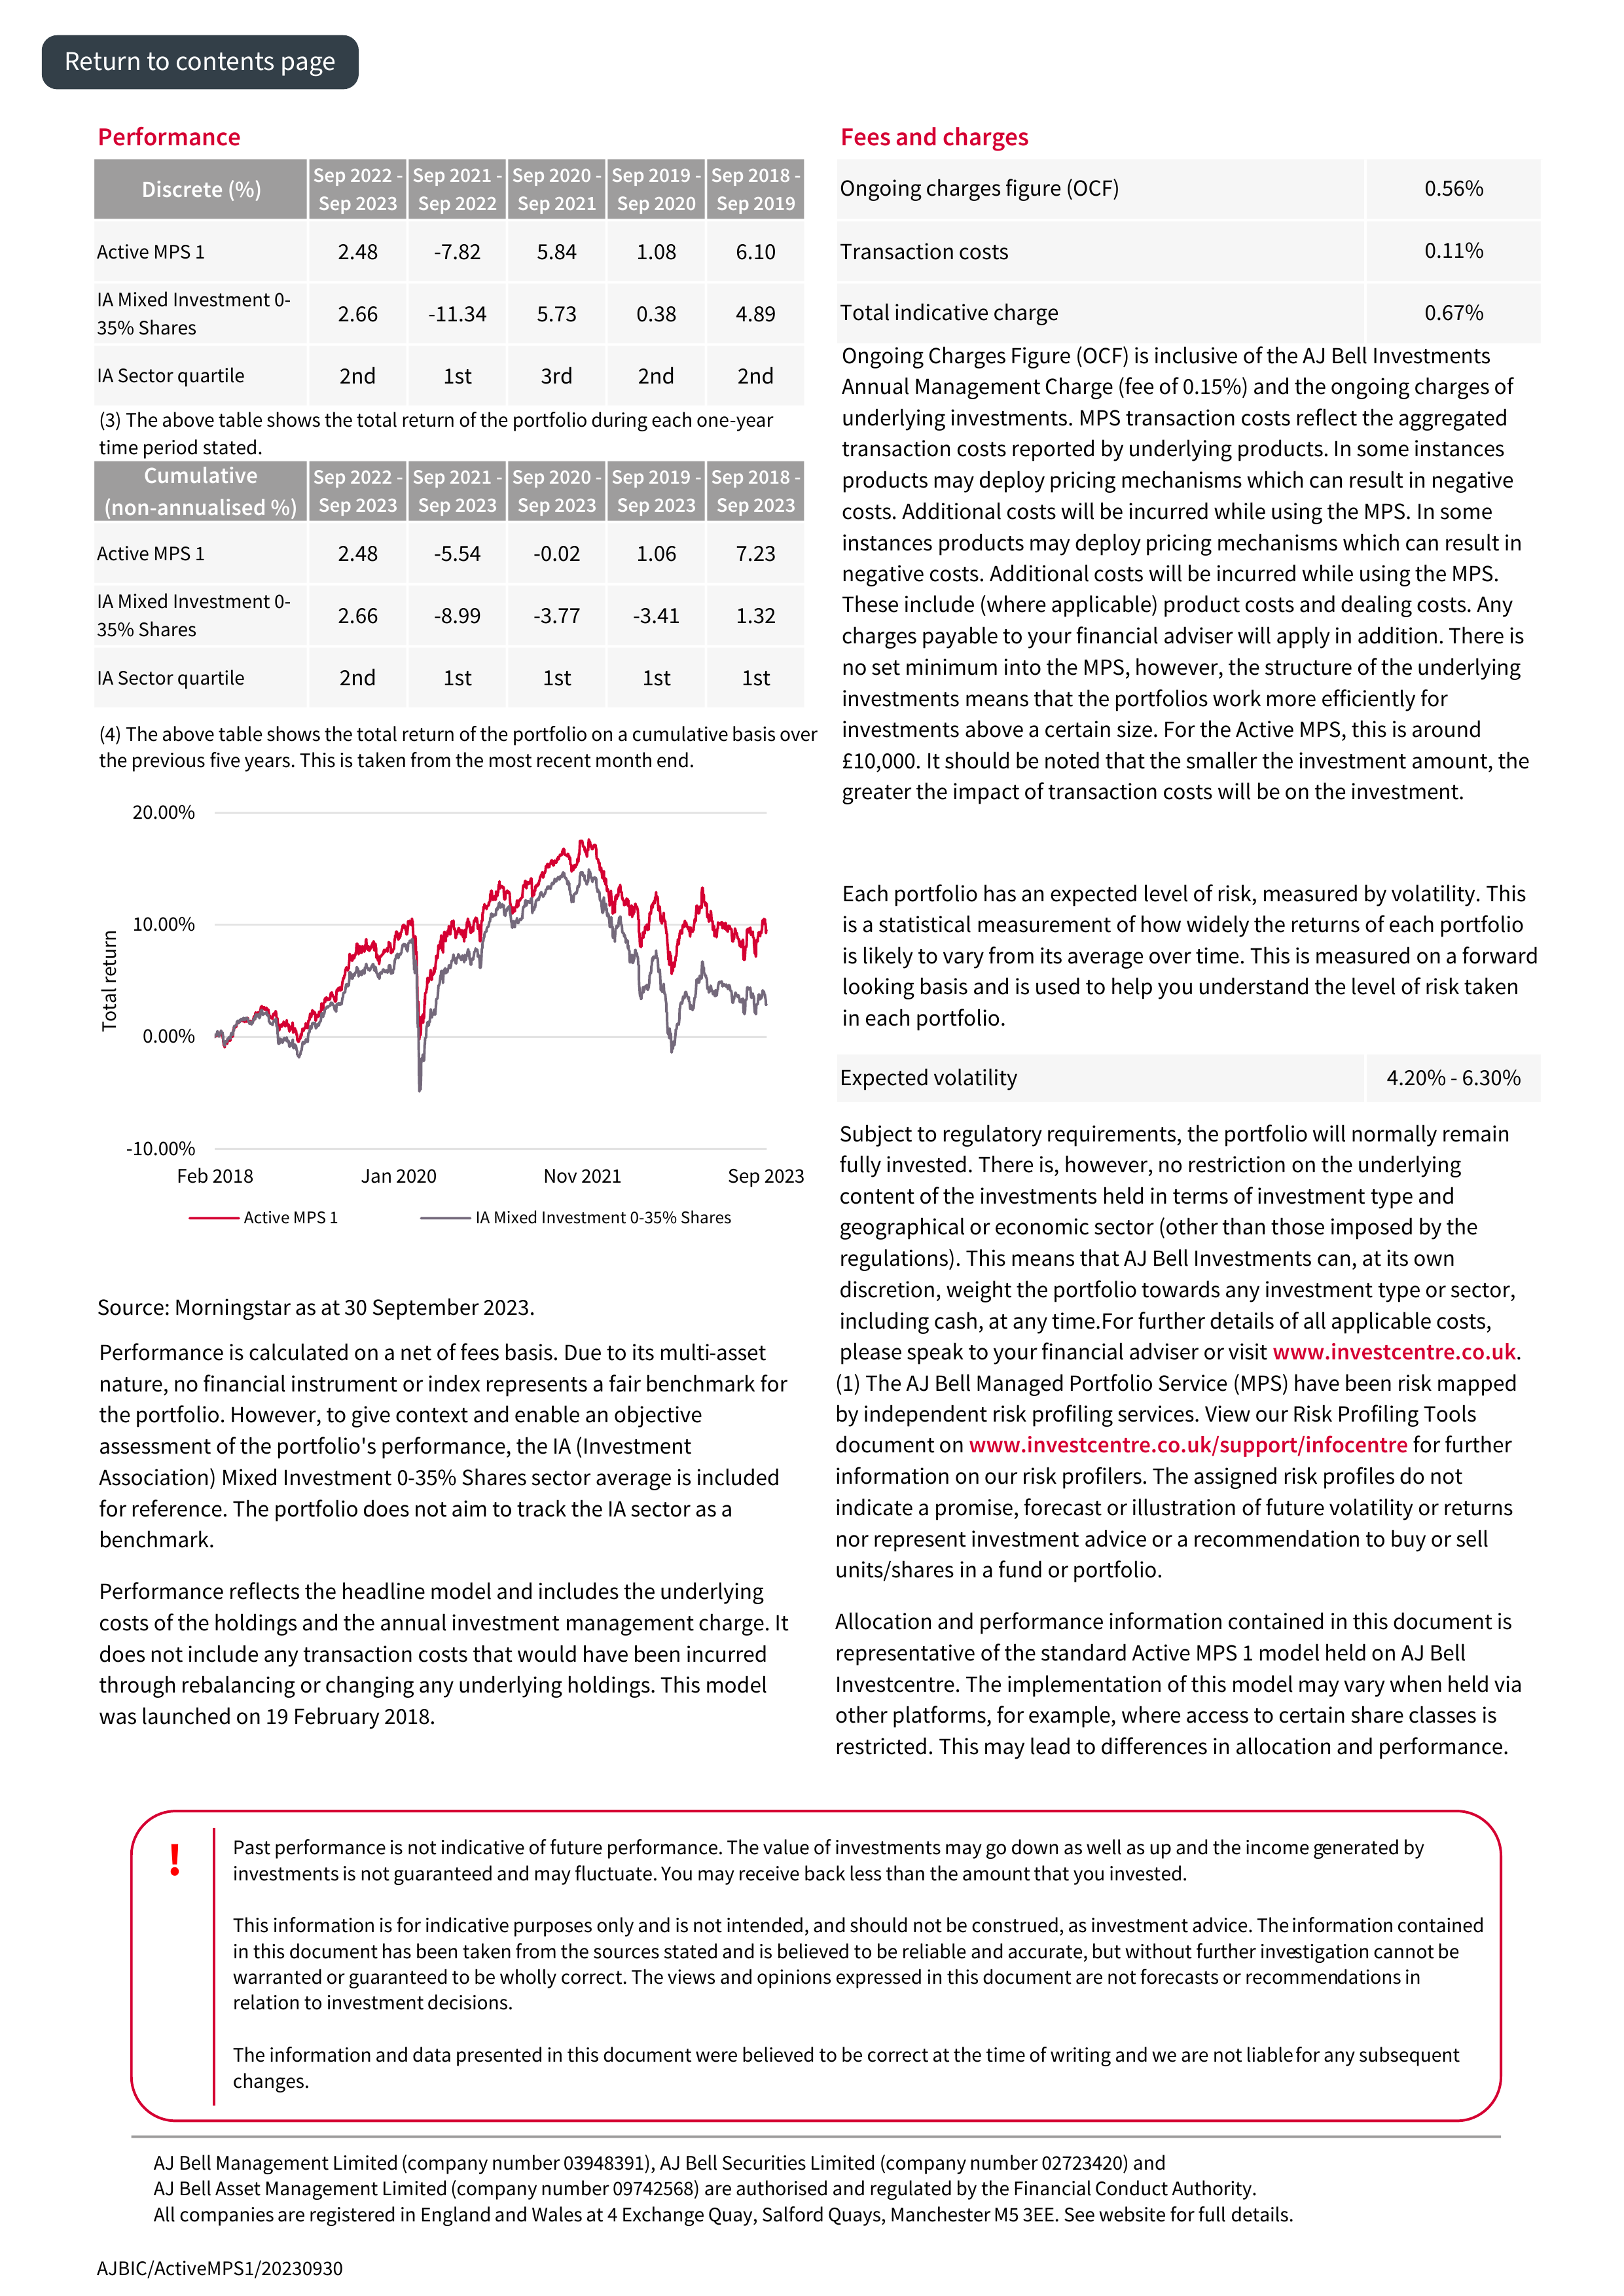 Return to contents page
Performance
Discrete (%) Sep 2022 - Sep 2021 - Sep 2020 - Sep 2019 - Sep 2018 -
Sep 2023 Sep 2022 Sep 2021 Sep 2020 Sep 2019
Active MPS 1 2.48 -7.82 5.84 1.08 6.10
IA Mixed Investment 0-
35% Shares 2.66 -11.34 5.73 0.38 4.89
IA Sector quartile 2nd 1st 3rd 2nd 2nd
(3) The above table shows the total return of the portfolio during each one-year
time period stated.
Cumulative Sep 2022 - Sep 2021 - Sep 2020 - Sep 2019 - Sep 2018 -
(non-annualised %) Sep 2023 Sep 2023 Sep 2023 Sep 2023 Sep 2023
Active MPS 1 2.48 -5.54 -0.02 1.06 7.23
IA Mixed Investment 0-
35% Shares 2.66 -8.99 -3.77 -3.41 1.32
IA Sector quartile 2nd 1st 1st 1st 1st
(4) The above table shows the total return of the portfolio on a cumulative basis over
the previous five years. This is taken from the most recent month end.
20.00%
10.00%
0.00%
-10.00%
Total return
Feb 2018 Jan 2020 Nov 2021 Sep 2023
Active MPS 1 IA Mixed Investment 0-35% Shares
Source: Morningstar as at 30 September 2023.
Performance is calculated on a net of fees basis. Due to its multi-asset
nature, no financial instrument or index represents a fair benchmark for
the portfolio. However, to give context and enable an objective
assessment of the portfolio's performance, the IA (Investment
Association) Mixed Investment 0-35% Shares sector average is included
for reference. The portfolio does not aim to track the IA sector as a
benchmark.
Performance reflects the headline model and includes the underlying
costs of the holdings and the annual investment management charge. It
does not include any transaction costs that would have been incurred
through rebalancing or changing any underlying holdings. This model
was launched on 19 February 2018.
Fees and charges
Ongoing charges figure (OCF) 0.56%
Transaction costs 0.11%
Total indicative charge 0.67%
Ongoing Charges Figure (OCF) is inclusive of the AJ Bell Investments
Annual Management Charge (fee of 0.15%) and the ongoing charges of
underlying investments. MPS transaction costs reflect the aggregated
transaction costs reported by underlying products. In some instances
products may deploy pricing mechanisms which can result in negative
costs. Additional costs will be incurred while using the MPS. In some
instances products may deploy pricing mechanisms which can result in
negative costs. Additional costs will be incurred while using the MPS.
These include (where applicable) product costs and dealing costs. Any
charges payable to your financial adviser will apply in addition. There is
no set minimum into the MPS, however, the structure of the underlying
investments means that the portfolios work more efficiently for
investments above a certain size. For the Active MPS, this is around
£10,000. It should be noted that the smaller the investment amount, the
greater the impact of transaction costs will be on the investment.
Each portfolio has an expected level of risk, measured by volatility. This
is a statistical measurement of how widely the returns of each portfolio
is likely to vary from its average over time. This is measured on a forward
looking basis and is used to help you understand the level of risk taken
in each portfolio.
Expected volatility 4.20% - 6.30%
Subject to regulatory requirements, the portfolio will normally remain
fully invested. There is, however, no restriction on the underlying
content of the investments held in terms of investment type and
geographical or economic sector (other than those imposed by the
regulations). This means that AJ Bell Investments can, at its own
discretion, weight the portfolio towards any investment type or sector,
including cash, at any time.For further details of all applicable costs,
please speak to your financial adviser or visit www.investcentre.co.uk.
(1) The AJ Bell Managed Portfolio Service (MPS) have been risk mapped
by independent risk profiling services. View our Risk Profiling Tools
document on www.investcentre.co.uk/support/infocentre for further
information on our risk profilers. The assigned risk profiles do not
indicate a promise, forecast or illustration of future volatility or returns
nor represent investment advice or a recommendation to buy or sell
units/shares in a fund or portfolio.
Allocation and performance information contained in this document is
representative of the standard Active MPS 1 model held on AJ Bell
Investcentre. The implementation of this model may vary when held via
other platforms, for example, where access to certain share classes is
restricted. This may lead to differences in allocation and performance.
!
Past performance is not indicative of future performance. The value of investments may go down as well as up and the income generated by
investments is not guaranteed and may fluctuate. You may receive back less than the amount that you invested.
This information is for indicative purposes only and is not intended, and should not be construed, as investment advice. The information contained
in this document has been taken from the sources stated and is believed to be reliable and accurate, but without further investigation cannot be
warranted or guaranteed to be wholly correct. The views and opinions expressed in this document are not forecasts or recommendations in
relation to investment decisions.
The information and data presented in this document were believed to be correct at the time of writing and we are not liable for any subsequent
changes.
AJ Bell Management Limited (company number 03948391), AJ Bell Securities Limited (company number 02723420) and
AJ Bell Asset Management Limited (company number 09742568) are authorised and regulated by the Financial Conduct Authority.
All companies are registered in England and Wales at 4 Exchange Quay, Salford Quays, Manchester M5 3EE. See website for full details.
AJBIC/ActiveMPS1/20230930